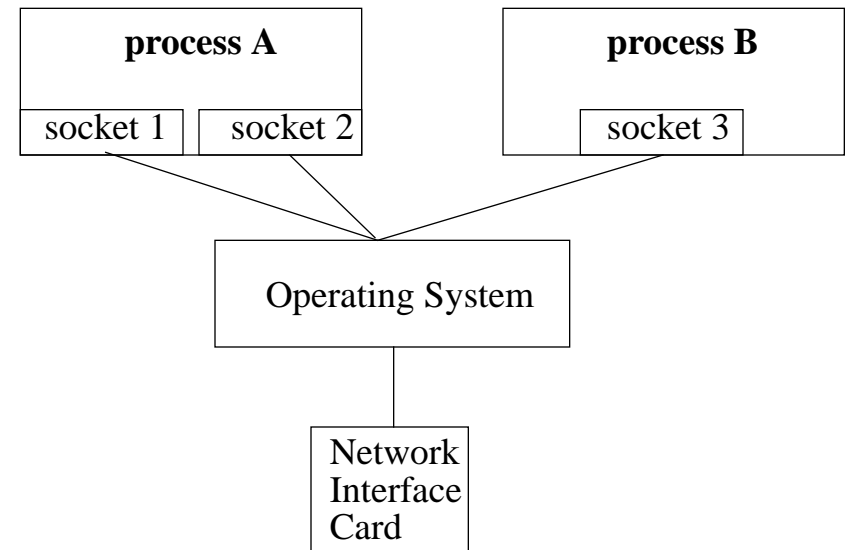 process A
process B
socket 1
socket 2
socket 3
Operating System
Network
Interface
Card